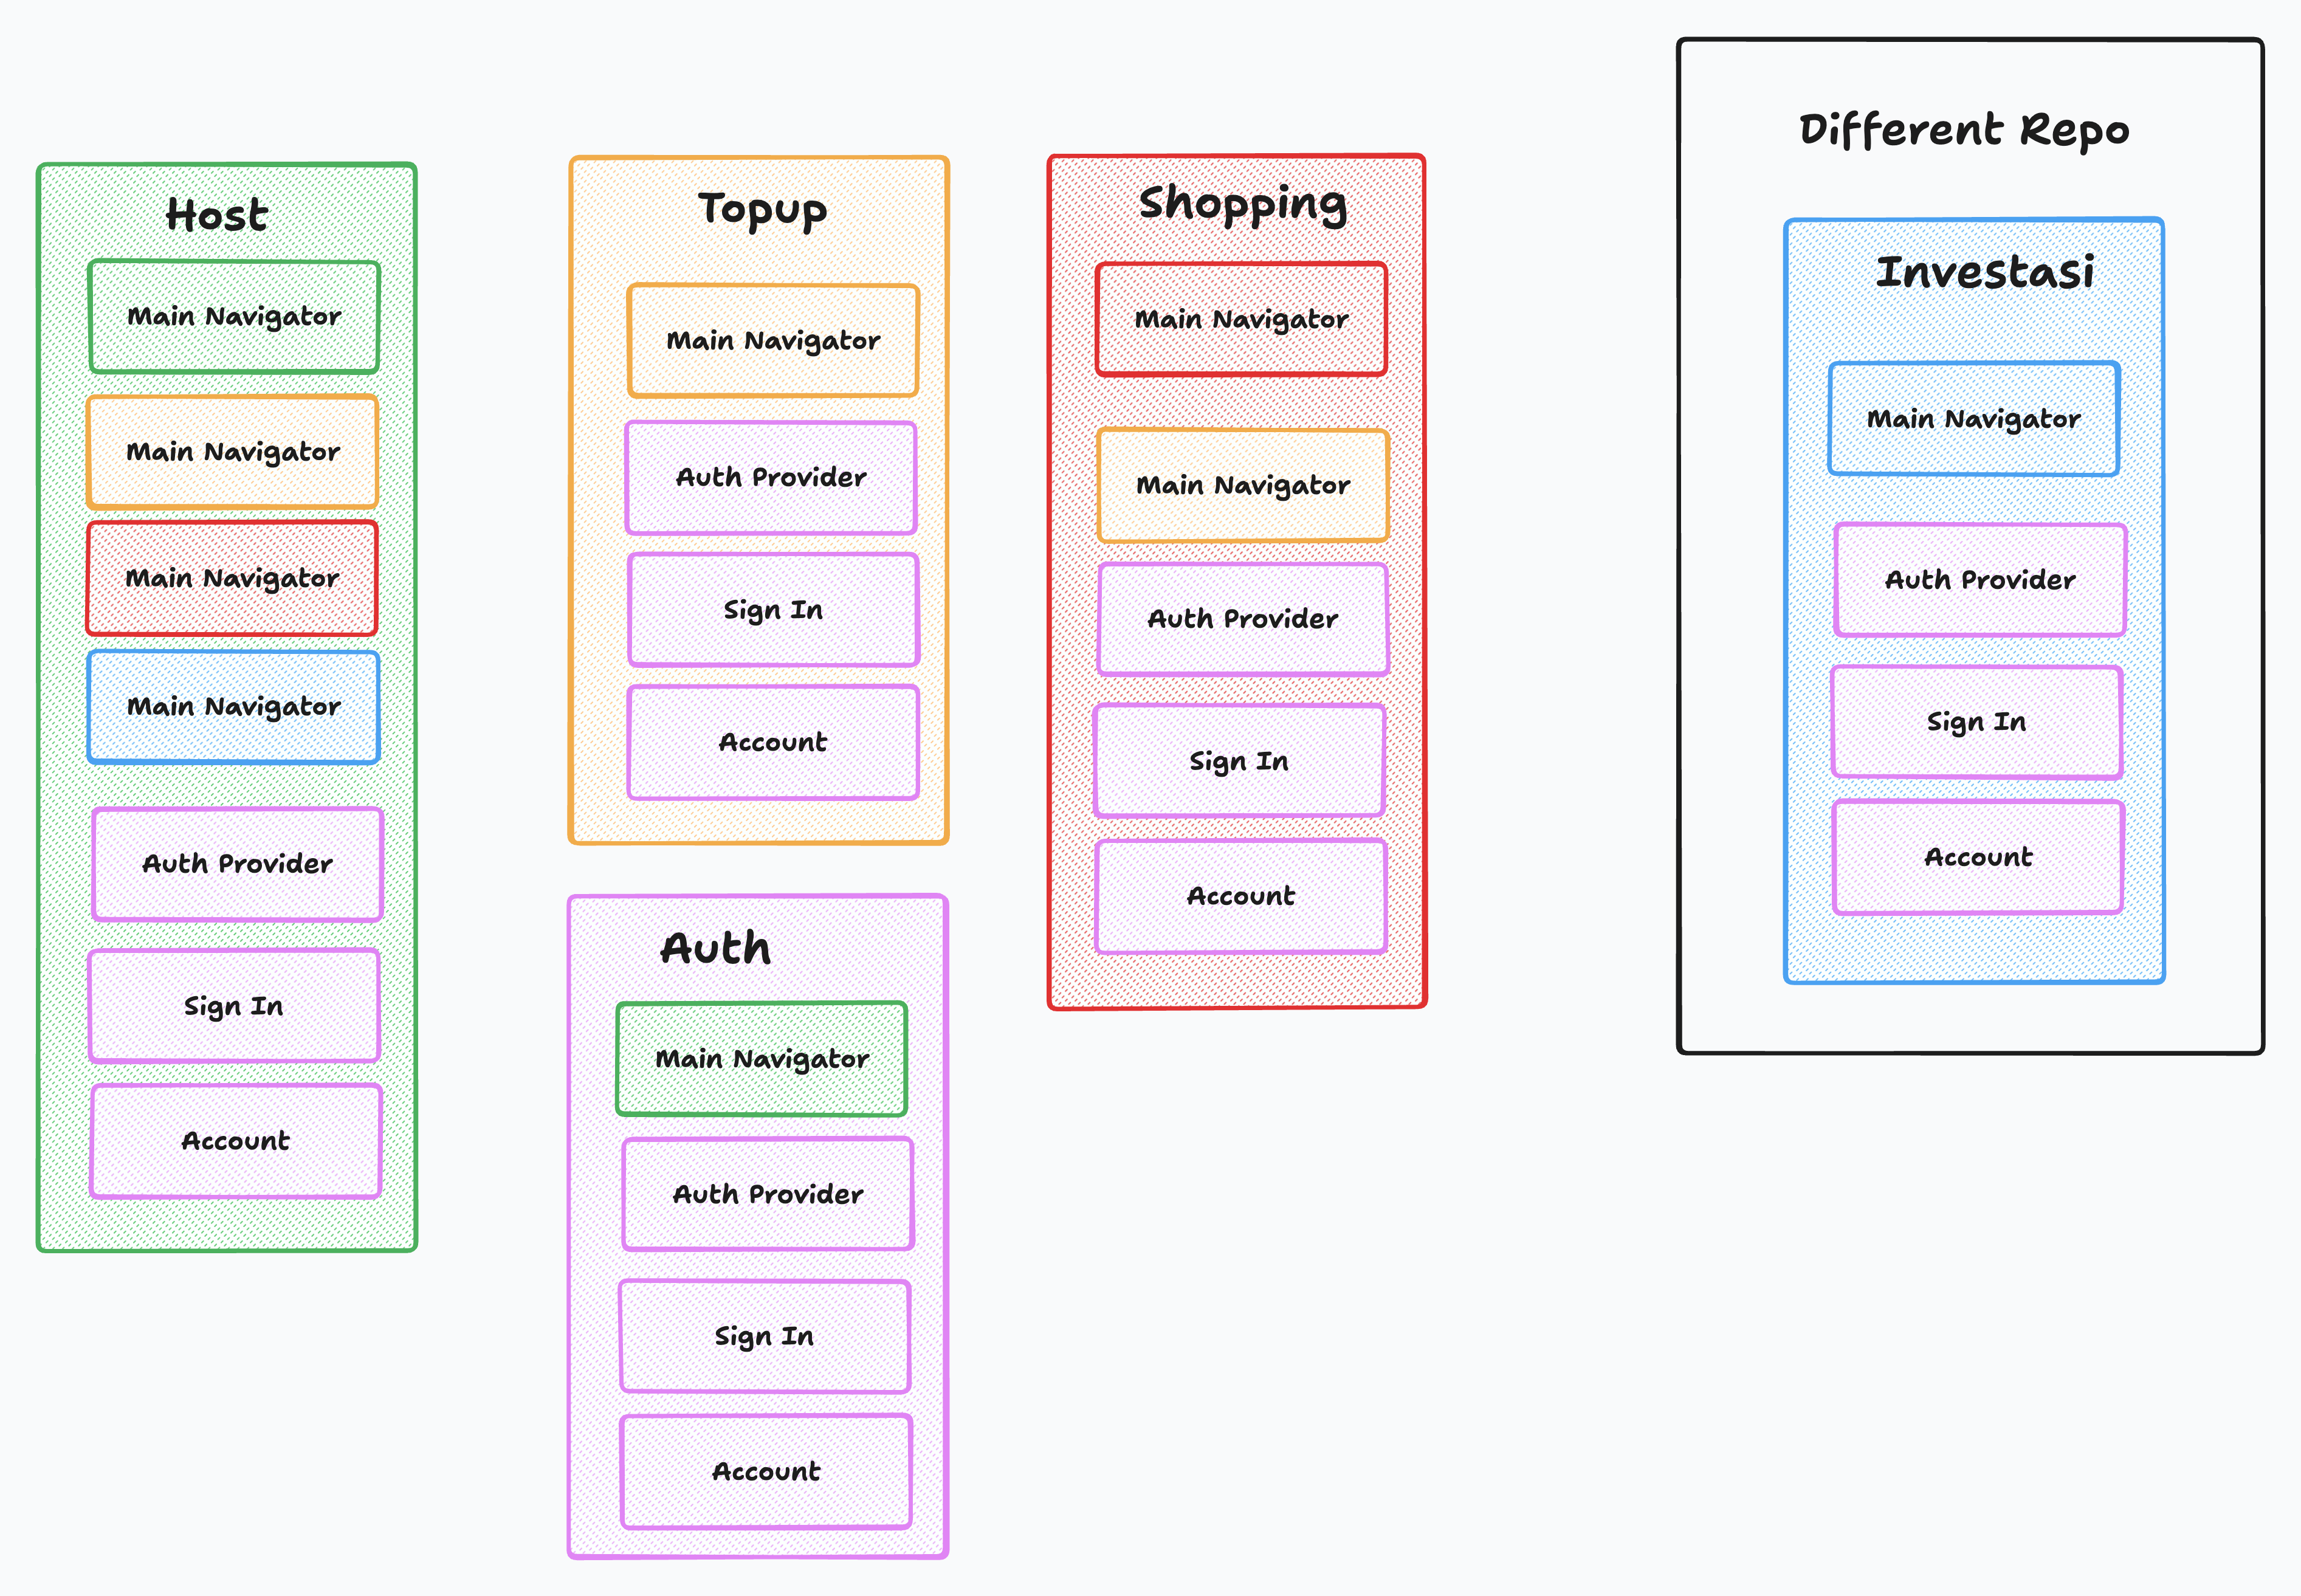 Host
Main Navigator
Main Navigator
Main Navigator
Main Navigator
Auth Provider
Sign In
Account
Topup
Main Navigator
Auth Provider
Sign In
Account
Auth
Main Navigator
Auth Provider
Sign In
Account
Shopping
Main Navigator
Main Navigator
Auth Provider
Sign In
Account
Different Repo
Investasi
Main Navigator
Auth Provider
Sign In
Account